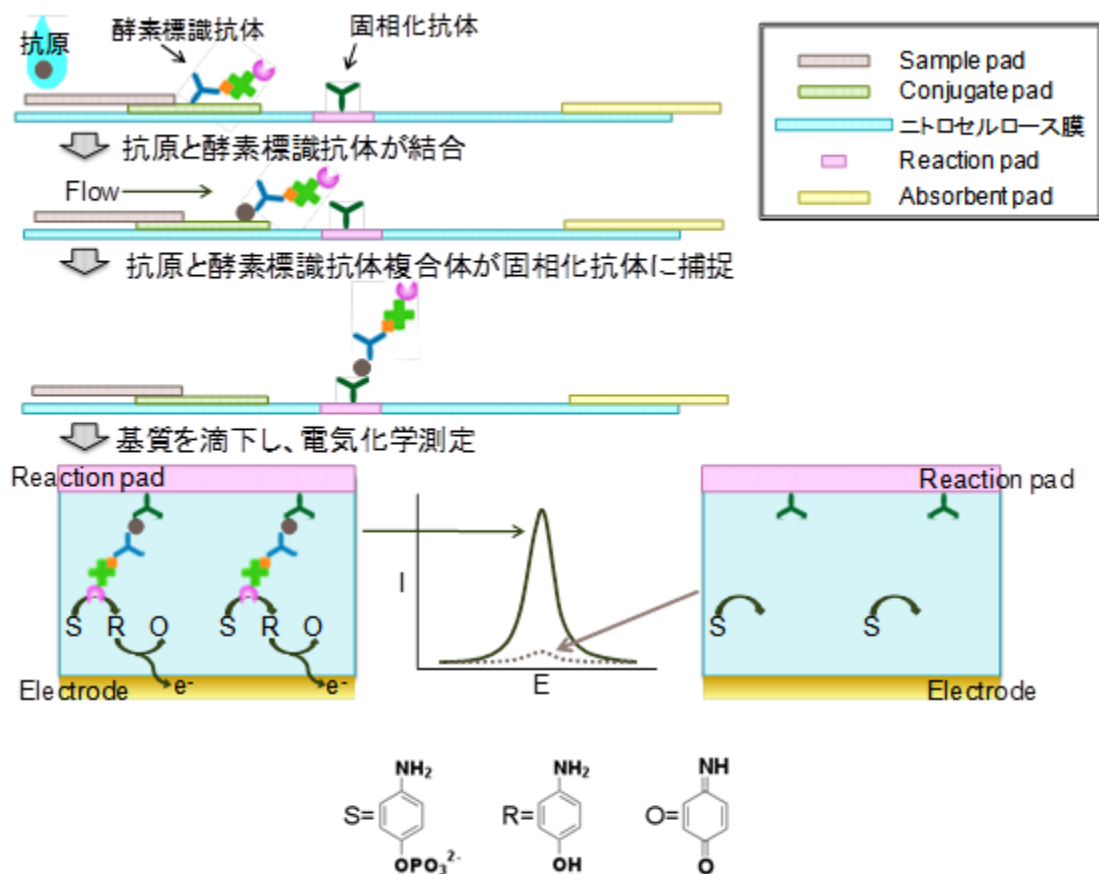 抗原
酵素標識抗体
固相化抗体
Sample pad
Conjugate pad
ニトロセルロース膜
Reaction pad
Absorbent pad
抗原と酵素標識抗体が結合
Flow
抗原と酵素標識抗体複合体が固相化抗体に捕捉
基質を滴下し、電気化学測定
Reaction pad
S R O S R O
e- e-
Electrode
I
E
Reaction pad
S S
Electrode
NH₂ NH₂ NH
S= R= O=
OPO₃²⁻ OH O